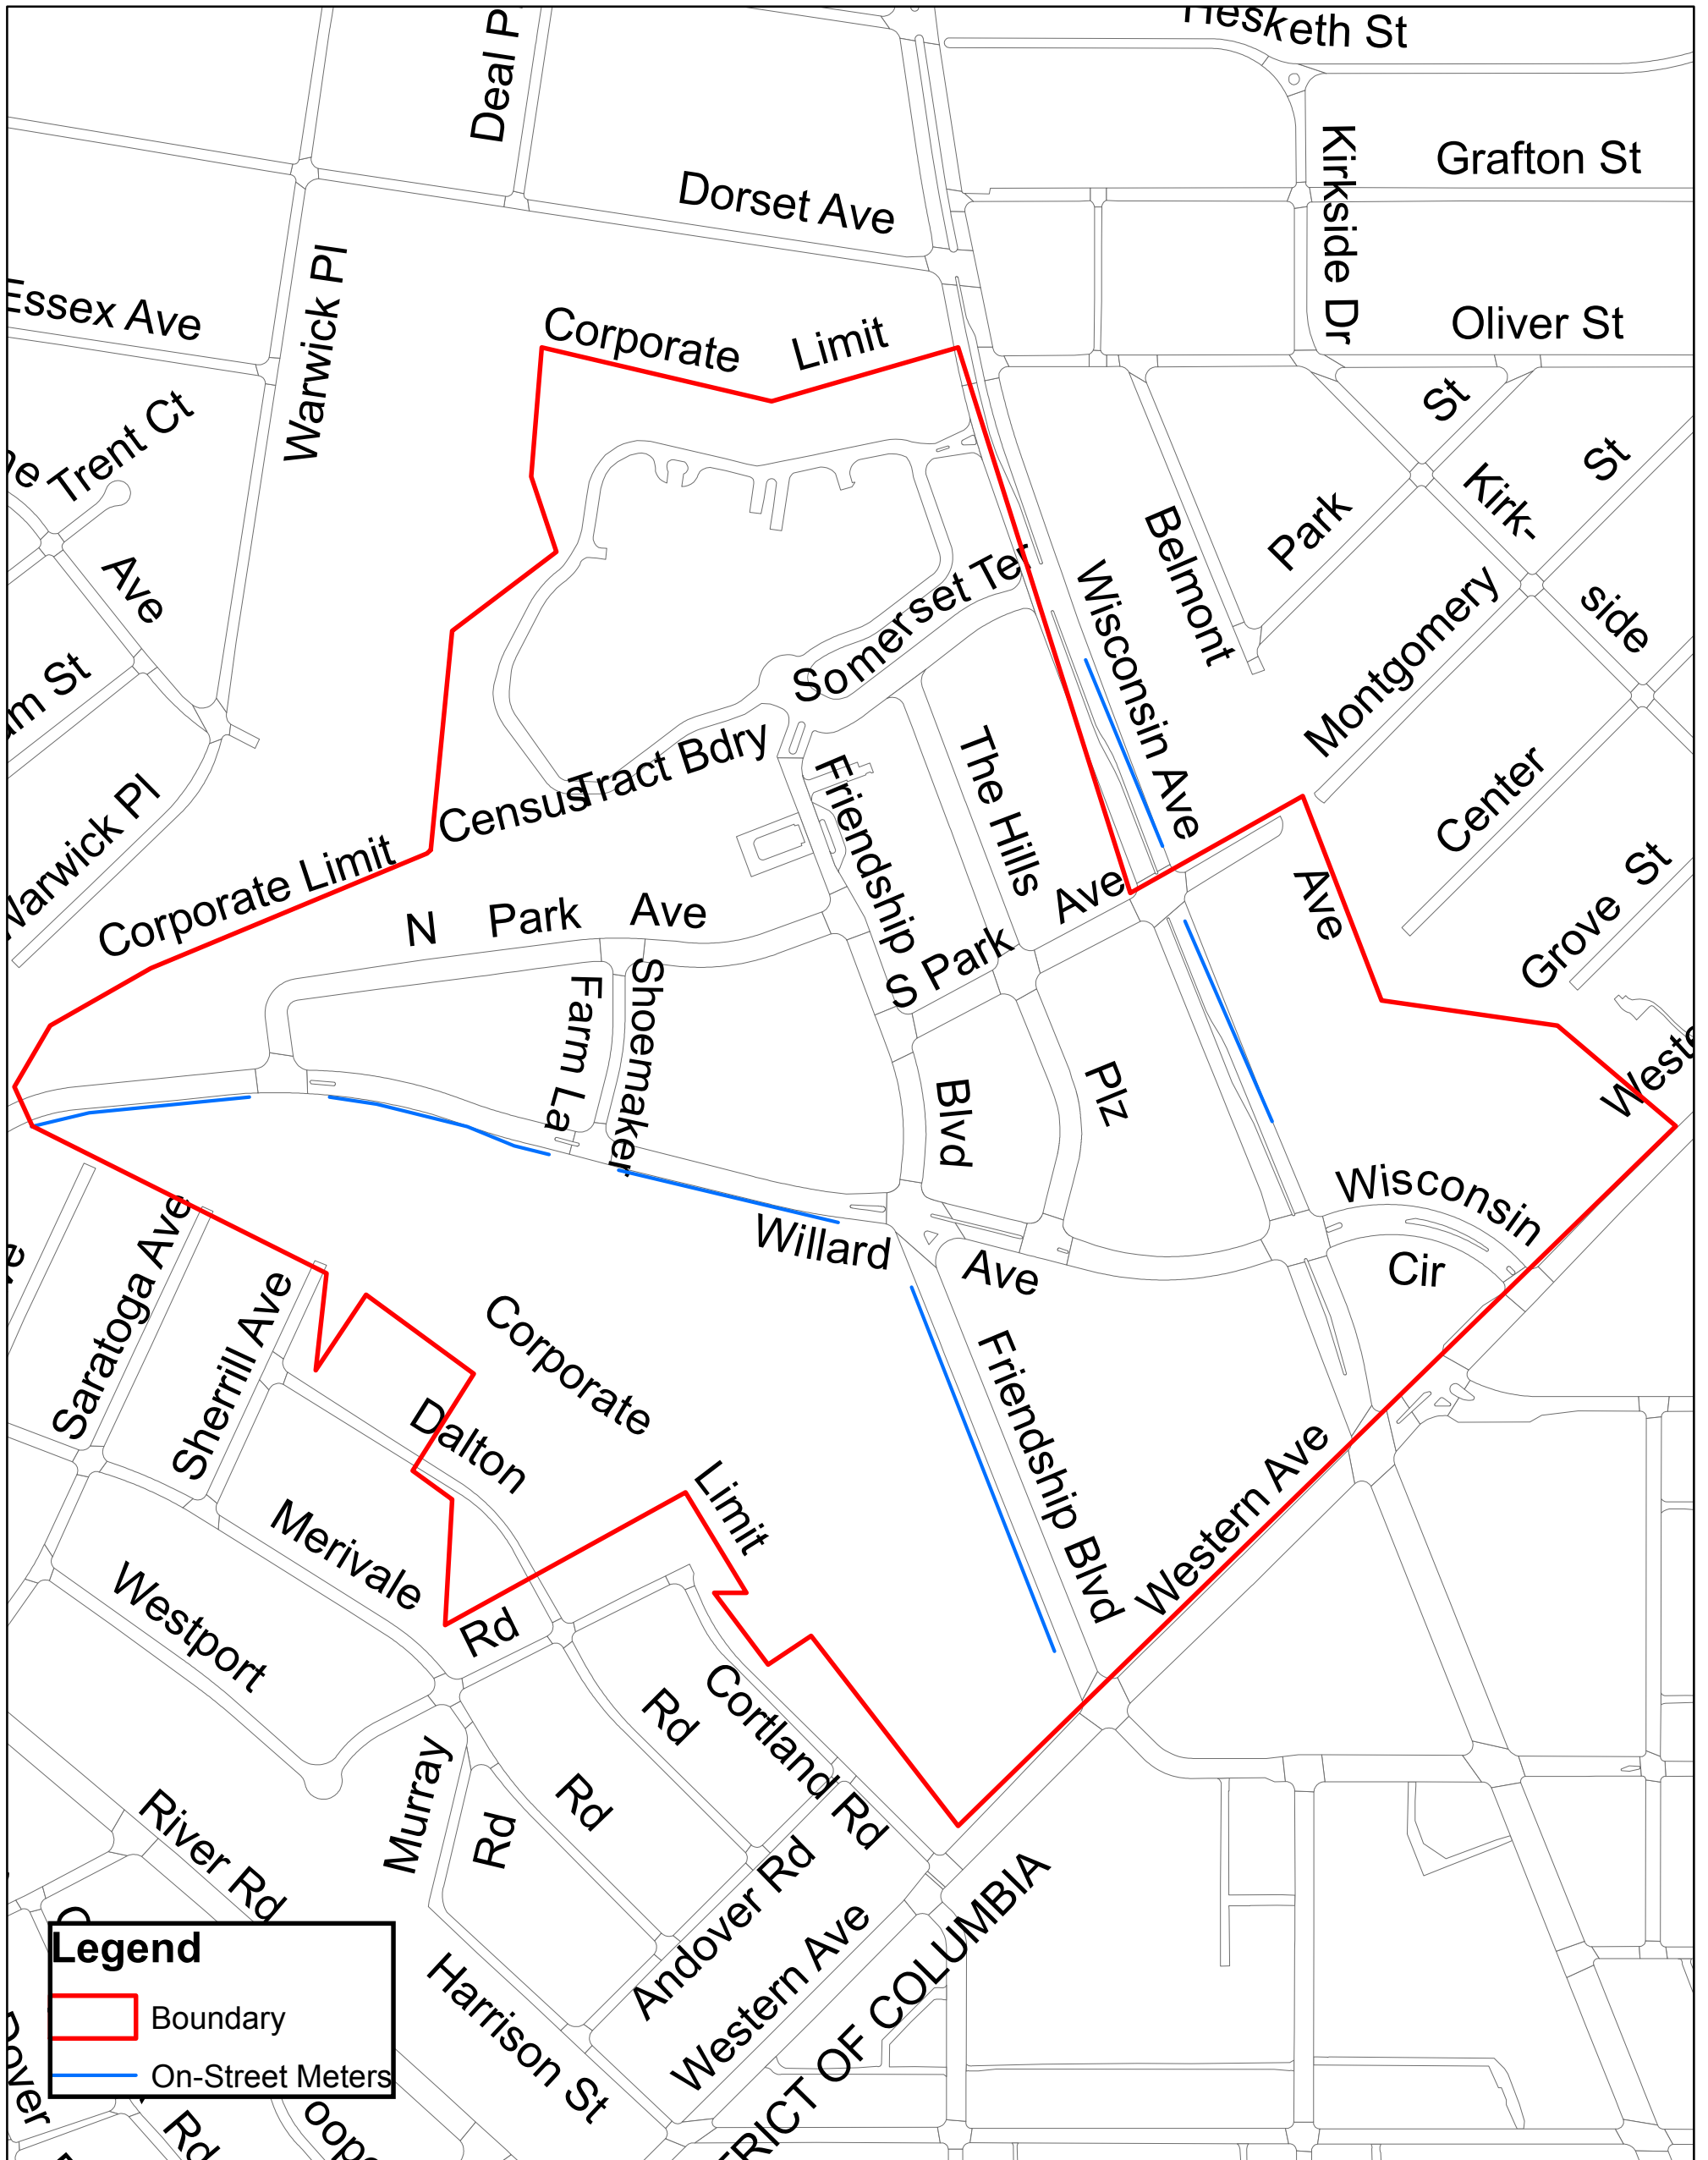 Hesketh St
Deal P
Grafton St
Kirkside Dr
Dorset Ave
Warwick Pl
Essex Ave
Oliver St
Corporate Limit
Trent Ct
Ave
St
St
Kirk-
side
Park
Belmont
Montgomery
Wisconsin Ave
Somerset Ter
Center
Census Tract Bdry
The Hills
Friendship
Warwick Pl
Corporate Limit
N Park Ave
S Park Ave
Ave
Grove St
Farm La
Shoemaker
Blvd
Plz
Wisconsin
Cir
Willard Ave
Saratoga Ave
Sherrill Ave
Corporate
Limit
Dalton
Friendship Blvd
Western Ave
Merivale
Rd
Westport
Rd
Cortland Rd
Murray
Rd
Rd
River Rd
Andover Rd
Western Ave
Harrison St
TRICT OF COLUMBIA
Legend
Boundary
On-Street Meters
Rd